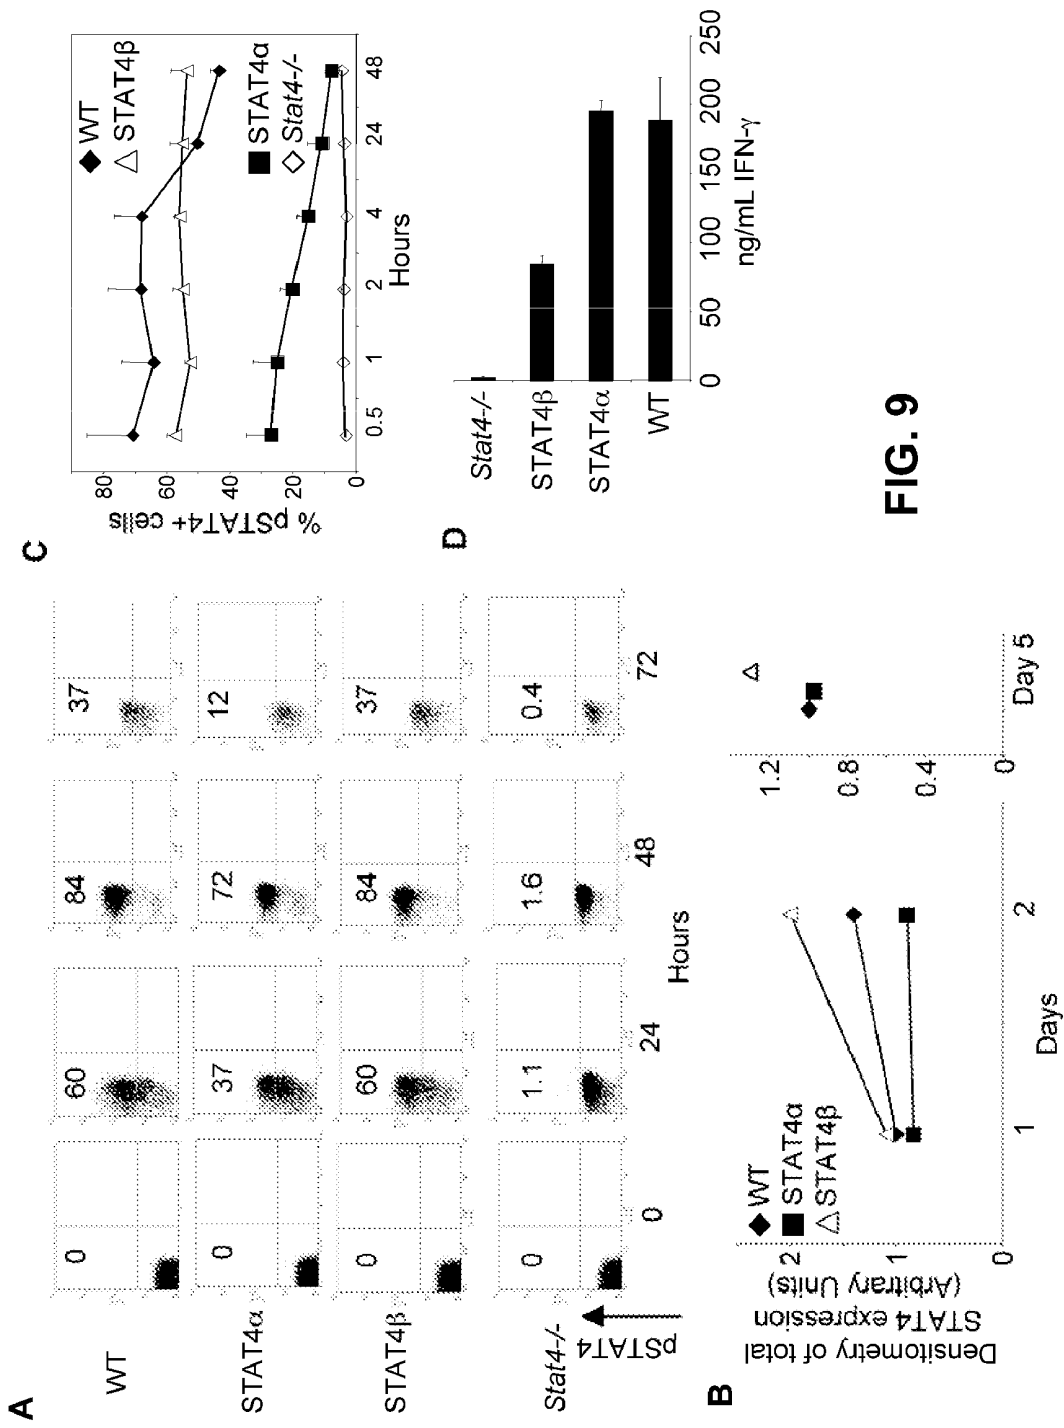 A
WT
0
60
84
37
STAT4α
0
37
72
12
STAT4β
0
60
84
37
Stat4-/-
0
1.1
1.6
0.4
pSTAT4
0
24
48
72
Hours
B
Densitometry of total
STAT4 expression
(Arbitrary Units)
2
1
0
WT
STAT4α
STAT4β
1
2
Days
1.2
0.8
0.4
0
Day 5
C
% pSTAT4+ cells
80
60
40
20
0
WT
STAT4β
STAT4α
Stat4-/-
0.5
1
2
4
24
48
Hours
D
Stat4-/-
STAT4β
STAT4α
WT
0
50
100
150
200
250
ng/mL IFN-γ
FIG. 9